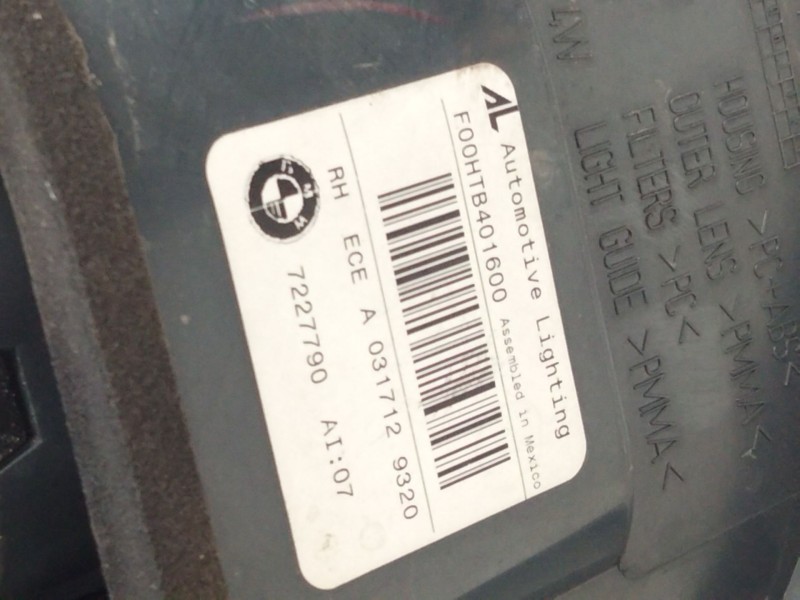 AL Automotive Lighting
F00HTB401600 Assembled in Mexico
RH ECE A 031712 9320
BMW
7227790 AI:07
HOUSING >PC+ABS<
OUTER LENS >PMMA<
FILTERS >PC<
LIGHT GUIDE >PMMA<